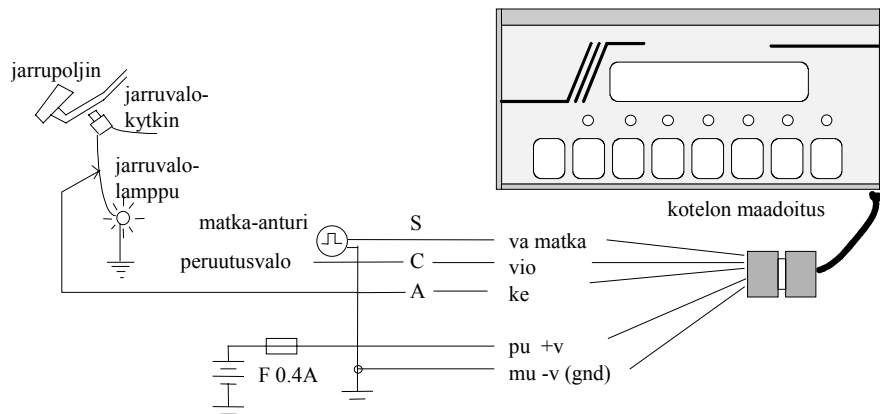 jarrupoljin
jarruvalo-
kytkin
jarruvalo-
lamppu
kotelon maadoitus
matka-anturi
S
va matka
peruutusvalo
C
vio
A
ke
pu +v
F 0.4A
mu -v (gnd)